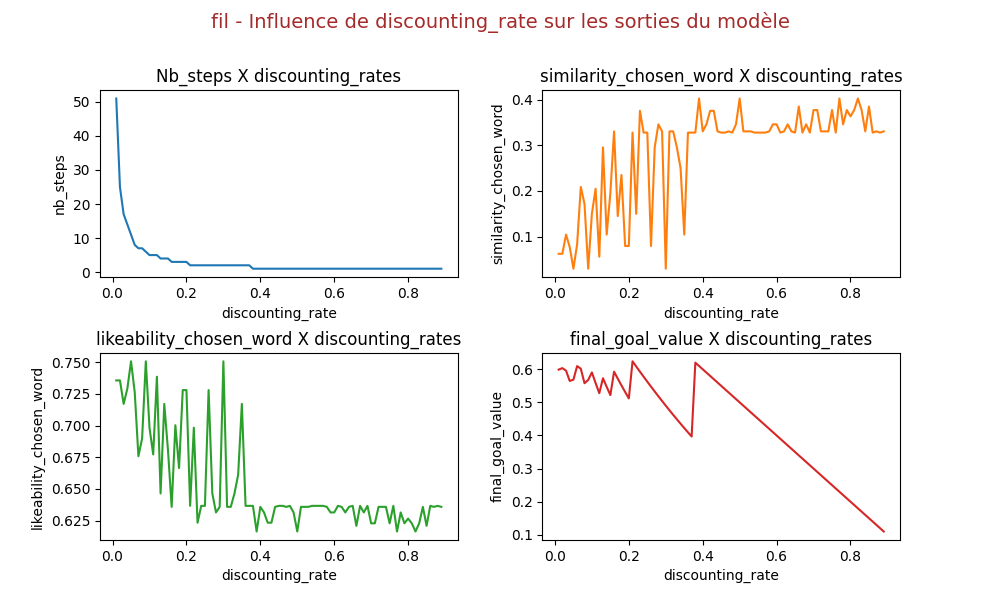 fil - Influence de discounting_rate sur les sorties du modèle
Nb_steps X discounting_rates
50
40
30
20
10
0
nb_steps
0.0 0.2 0.4 0.6 0.8
discounting_rate
similarity_chosen_word X discounting_rates
0.4
0.3
0.2
0.1
similarity_chosen_word
0.0 0.2 0.4 0.6 0.8
discounting_rate
likeability_chosen_word X discounting_rates
0.750
0.725
0.700
0.675
0.650
0.625
likeability_chosen_word
0.0 0.2 0.4 0.6 0.8
discounting_rate
final_goal_value X discounting_rates
0.6
0.5
0.4
0.3
0.2
0.1
final_goal_value
0.0 0.2 0.4 0.6 0.8
discounting_rate